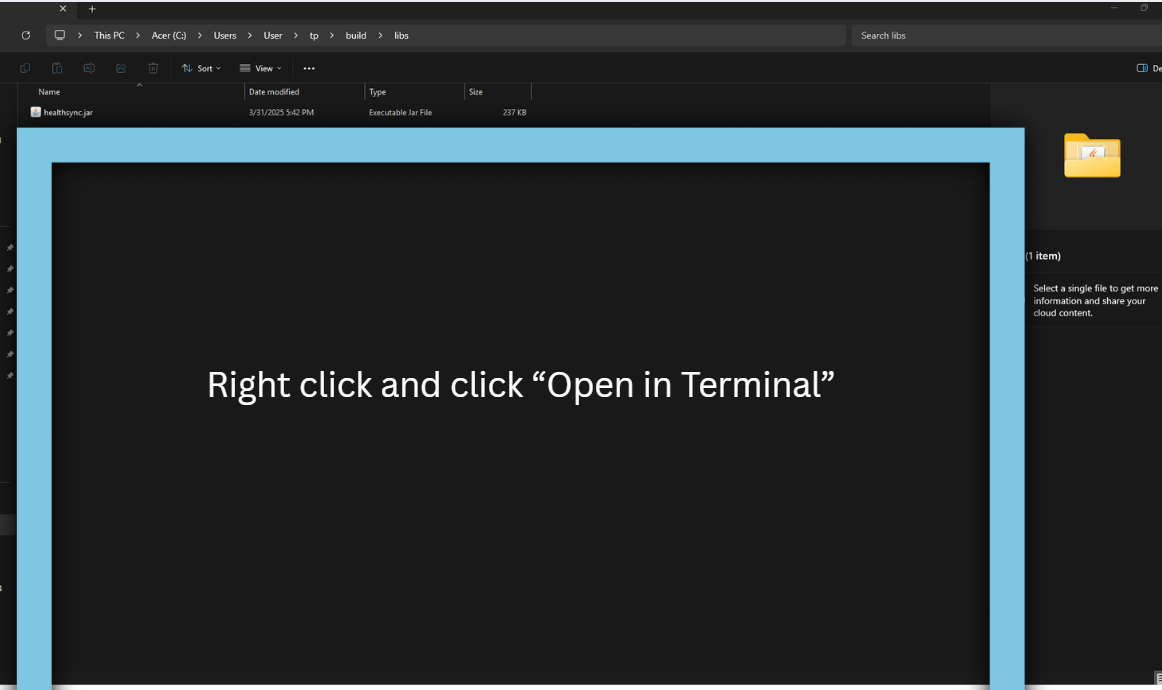 This PC > Acer (C:) > Users > User > tp > build > libs
Search libs
Sort View
Name Date modified Type Size
healthsync.jar 3/31/2025 5:42 PM Executable Jar File 237 KB
(1 item)
Select a single file to get more
information and share your
cloud content.
Right click and click “Open in Terminal”